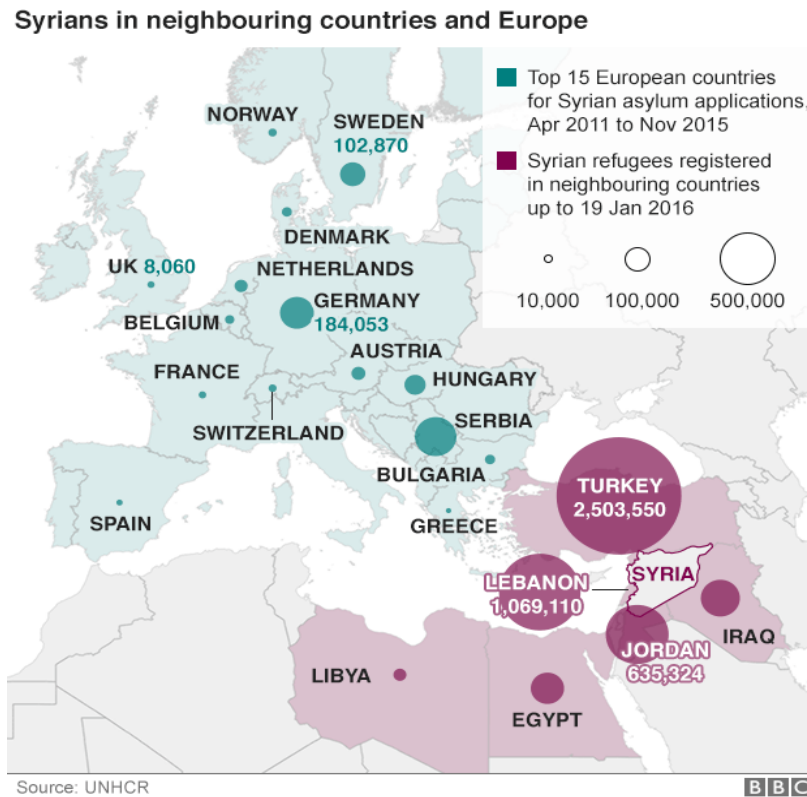 Syrians in neighbouring countries and Europe
Top 15 European countries
for Syrian asylum applications,
Apr 2011 to Nov 2015
Syrian refugees registered
in neighbouring countries
up to 19 Jan 2016
10,000
100,000
500,000
NORWAY
SWEDEN
102,870
DENMARK
UK 8,060
NETHERLANDS
GERMANY
184,053
BELGIUM
AUSTRIA
FRANCE
HUNGARY
SWITZERLAND
SERBIA
BULGARIA
SPAIN
GREECE
TURKEY
2,503,550
SYRIA
LEBANON
1,069,110
IRAQ
JORDAN
635,324
LIBYA
EGYPT
Source: UNHCR
BBC